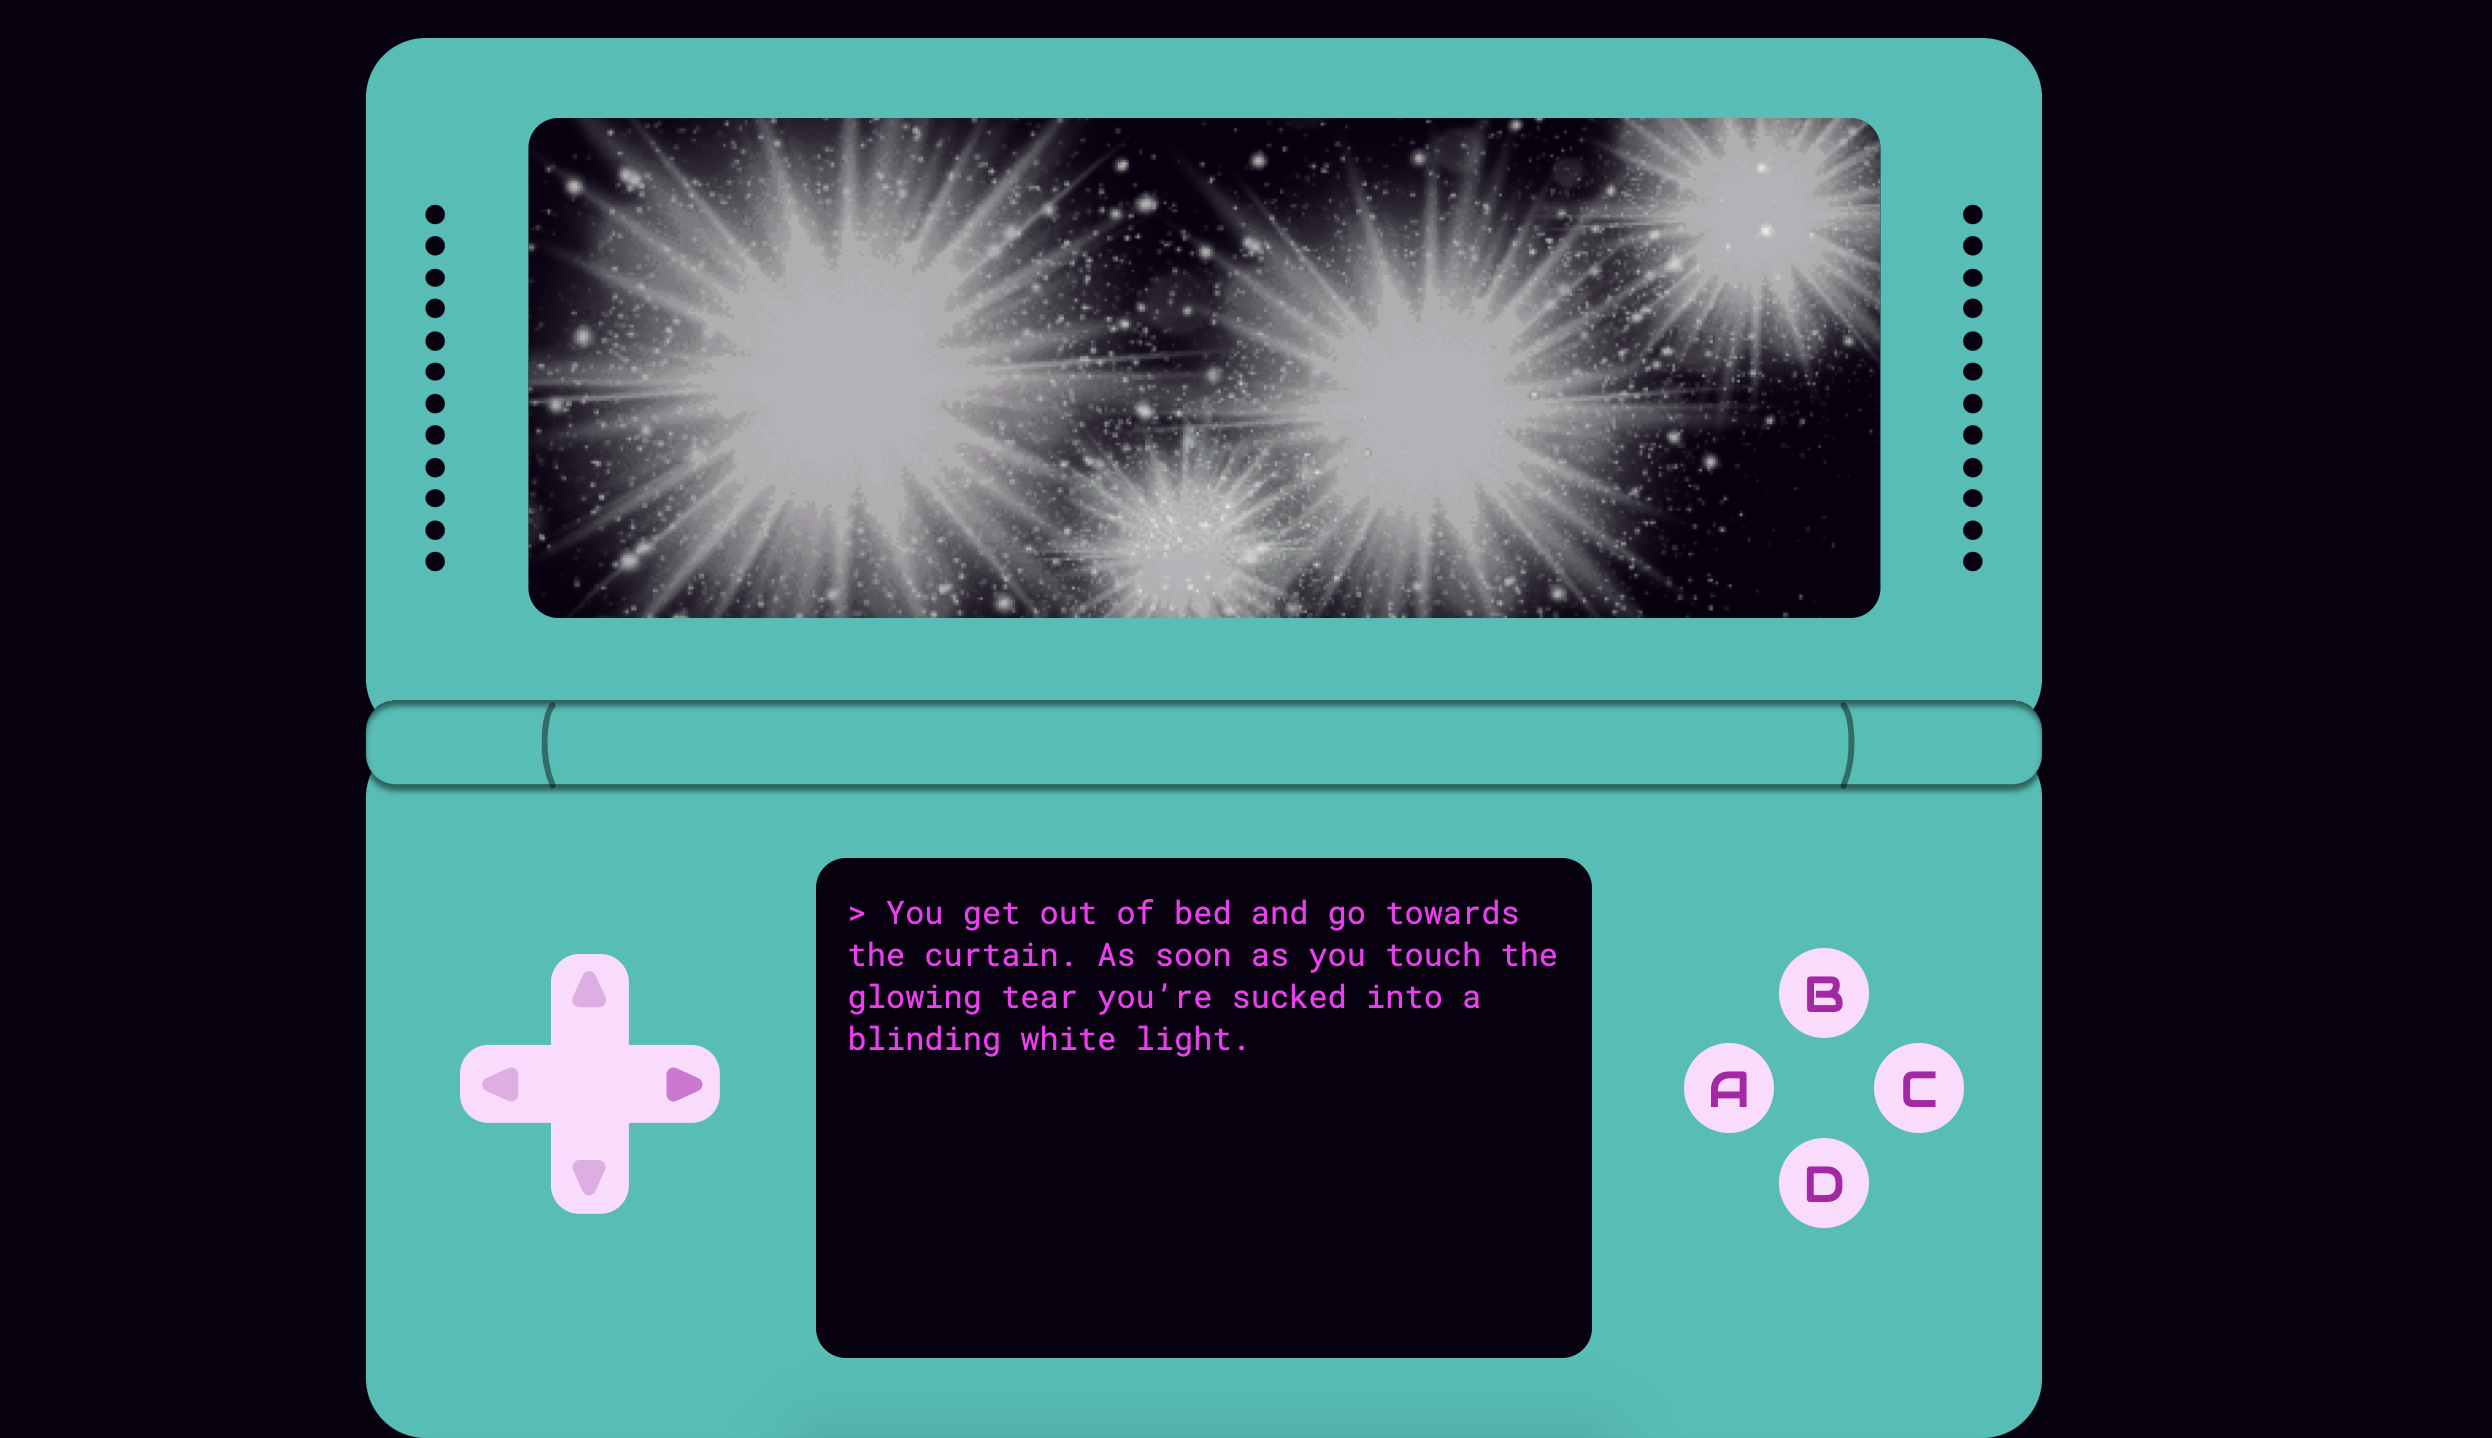 > You get out of bed and go towards
the curtain. As soon as you touch the
glowing tear you’re sucked into a
blinding white light.
B
A
C
D